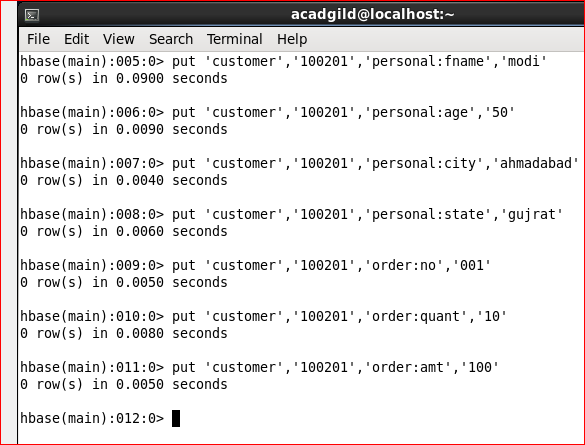 acadgild@localhost:~
File Edit View Search Terminal Help
hbase(main):005:0> put 'customer','100201','personal:fname','modi'
0 row(s) in 0.0900 seconds
hbase(main):006:0> put 'customer','100201','personal:age','50'
0 row(s) in 0.0090 seconds
hbase(main):007:0> put 'customer','100201','personal:city','ahmadabad'
0 row(s) in 0.0040 seconds
hbase(main):008:0> put 'customer','100201','personal:state','gujrat'
0 row(s) in 0.0060 seconds
hbase(main):009:0> put 'customer','100201','order:no','001'
0 row(s) in 0.0050 seconds
hbase(main):010:0> put 'customer','100201','order:quant','10'
0 row(s) in 0.0080 seconds
hbase(main):011:0> put 'customer','100201','order:amt','100'
0 row(s) in 0.0050 seconds
hbase(main):012:0>